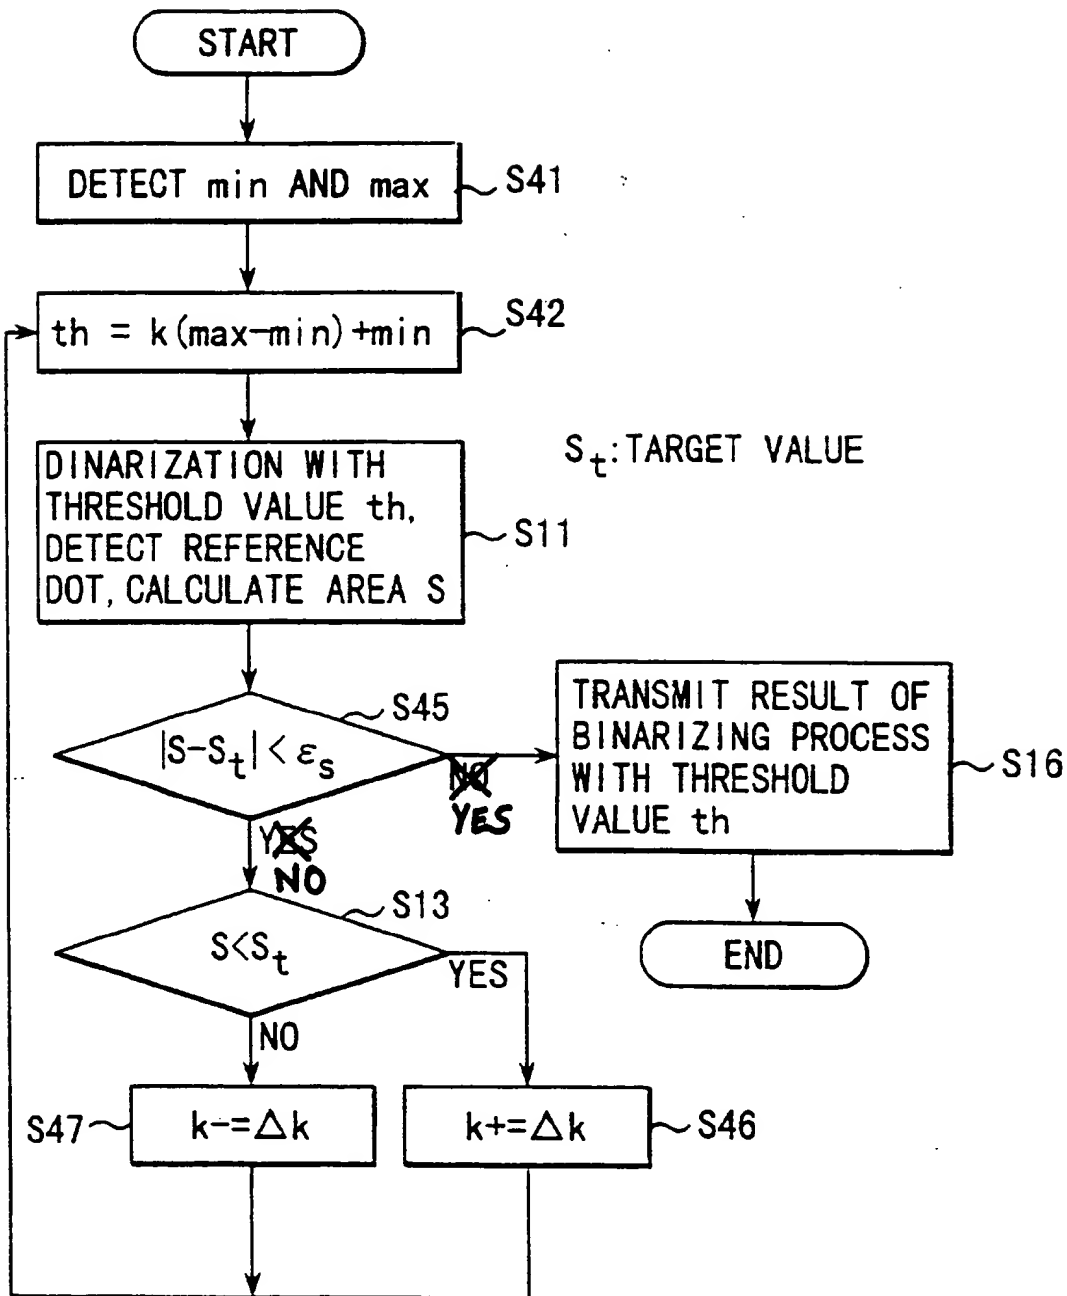 START
DETECT min AND max
S41
th = k(max-min)+min
S42
DINARIZATION WITH
THRESHOLD VALUE th,
DETECT REFERENCE
DOT, CALCULATE AREA S
S11
St:TARGET VALUE
|S-St|<εs
S45
NO
YES
YES
NO
TRANSMIT RESULT OF
BINARIZING PROCESS
WITH THRESHOLD
VALUE th
S16
END
S<St
S13
YES
NO
k-=Δk
S47
k+=Δk
S46